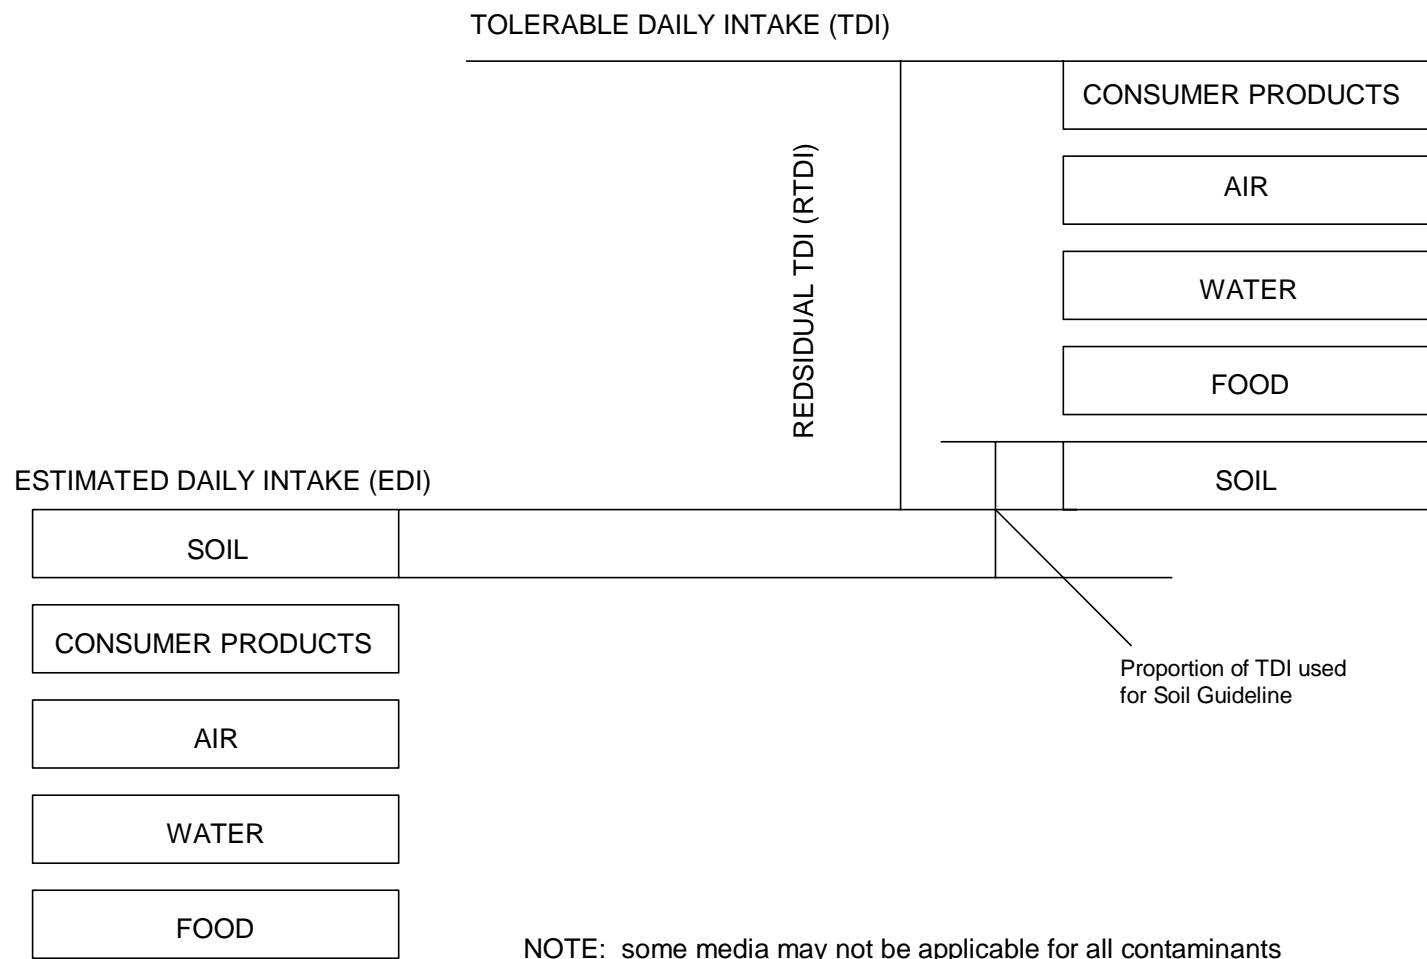 TOLERABLE DAILY INTAKE (TDI)
CONSUMER PRODUCTS
AIR
WATER
FOOD
SOIL
REDSIDUAL TDI (RTDI)
ESTIMATED DAILY INTAKE (EDI)
SOIL
CONSUMER PRODUCTS
AIR
WATER
FOOD
Proportion of TDI used
for Soil Guideline
NOTE: some media may not be applicable for all contaminants